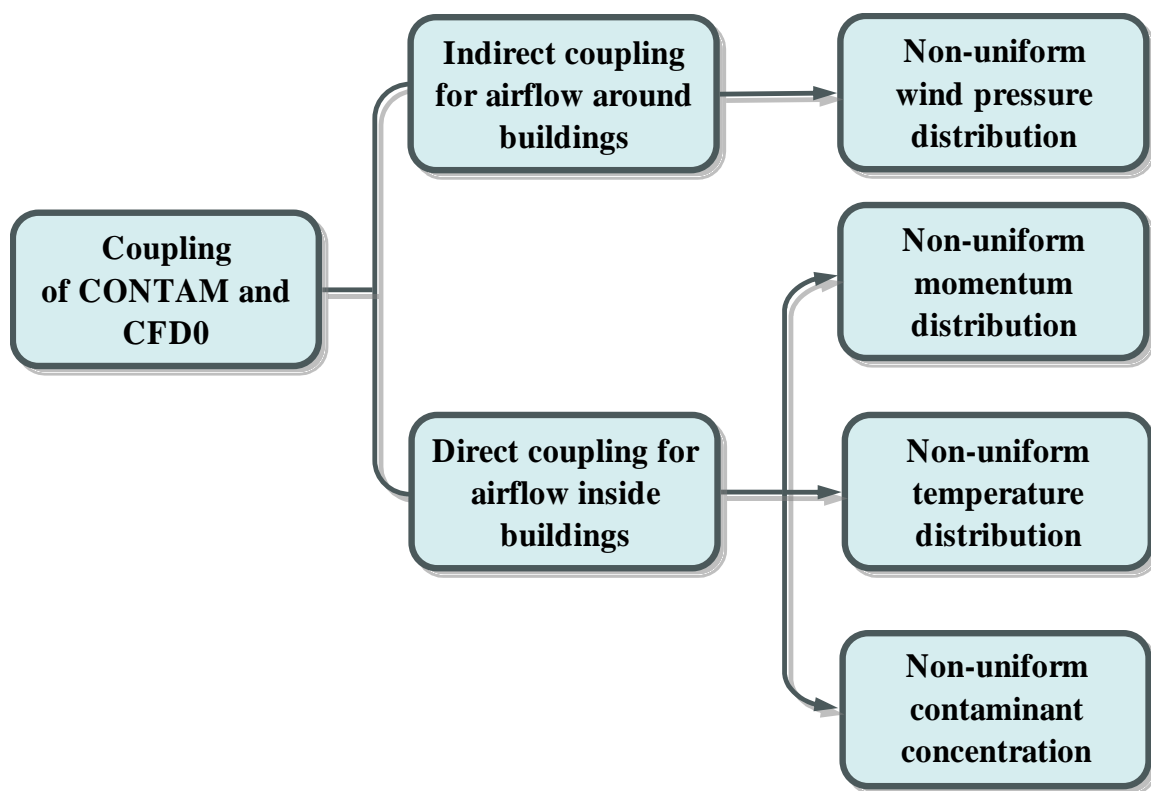 Coupling
of CONTAM and
CFD0
Indirect coupling
for airflow around
buildings
Non-uniform
wind pressure
distribution
Non-uniform
momentum
distribution
Direct coupling for
airflow inside
buildings
Non-uniform
temperature
distribution
Non-uniform
contaminant
concentration